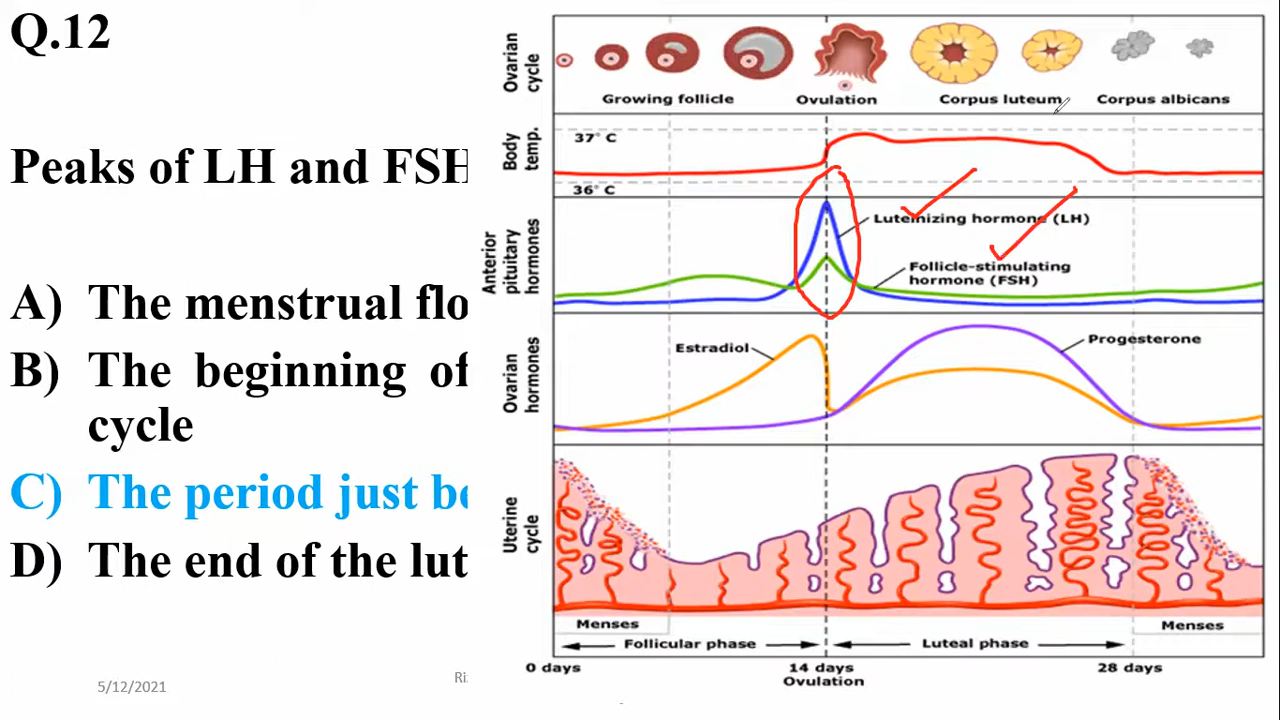 Q.12
Peaks of LH and FSH
A) The menstrual flo
B) The beginning of
cycle
C) The period just be
D) The end of the lut
5/12/2021
Ri
Ovarian
cycle
Growing follicle
Ovulation
Corpus luteum
Corpus albicans
Body
temp.
37° C
36° C
Anterior
pituitary
hormones
Luteinizing hormone (LH)
Follicle-stimulating
hormone (FSH)
Ovarian
hormones
Estradiol
Progesterone
Uterine
cycle
Menses
Menses
Follicular phase
Luteal phase
0 days
14 days
Ovulation
28 days